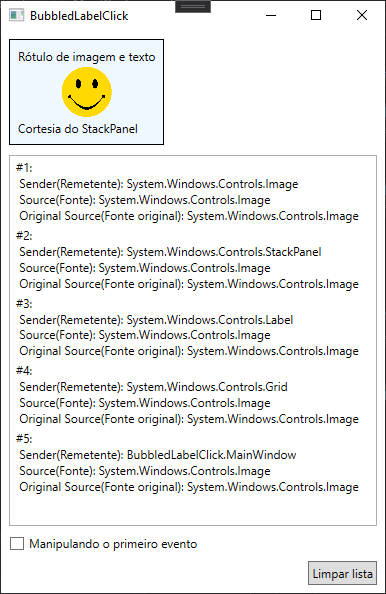 BubbledLabelClick
Rótulo de imagem e texto
Cortesia do StackPanel
#1:
Sender(Remetente): System.Windows.Controls.Image
Source(Fonte): System.Windows.Controls.Image
Original Source(Fonte original): System.Windows.Controls.Image
#2:
Sender(Remetente): System.Windows.Controls.StackPanel
Source(Fonte): System.Windows.Controls.Image
Original Source(Fonte original): System.Windows.Controls.Image
#3:
Sender(Remetente): System.Windows.Controls.Label
Source(Fonte): System.Windows.Controls.Image
Original Source(Fonte original): System.Windows.Controls.Image
#4:
Sender(Remetente): System.Windows.Controls.Grid
Source(Fonte): System.Windows.Controls.Image
Original Source(Fonte original): System.Windows.Controls.Image
#5:
Sender(Remetente): BubbledLabelClick.MainWindow
Source(Fonte): System.Windows.Controls.Image
Original Source(Fonte original): System.Windows.Controls.Image
Manipulando o primeiro evento
Limpar lista